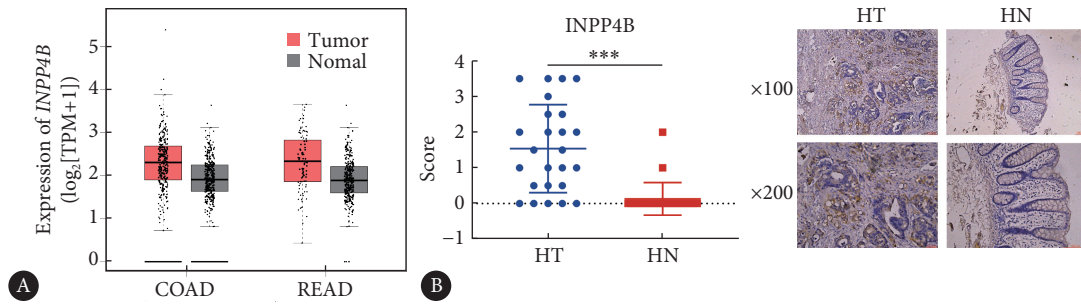 Expression of INPP4B
(log₂[TPM+1])
5
4
3
2
1
0
Tumor
Nomal
COAD
READ
A
INPP4B
***
Score
4
3
2
1
0
−1
HT
HN
B
HT
HN
×100
×200